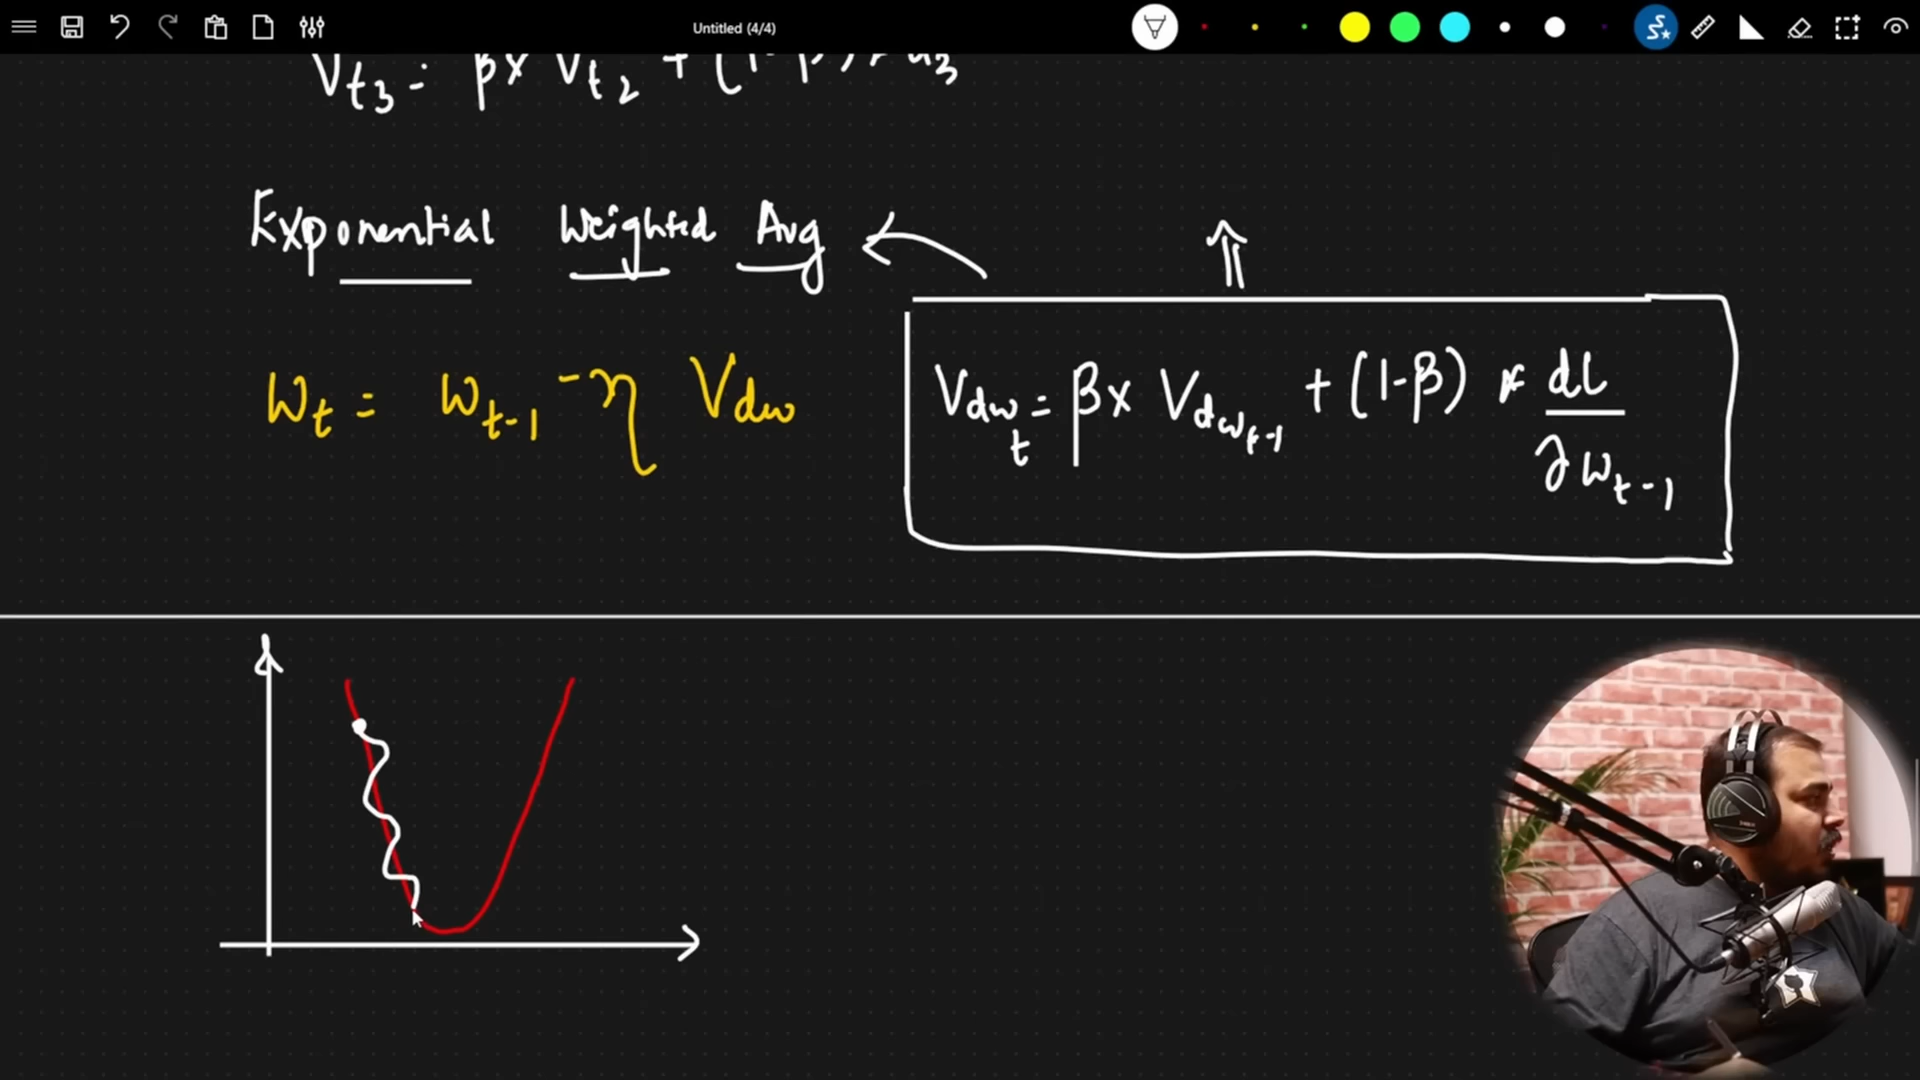 Untitled (4/4)
Vt3 = β x Vt2 + (1-β) * a3
Exponential Weighted Avg
Wt = Wt-1 - η Vdw
Vdwt = β x Vdwt-1 + (1-β) * dL/∂wt-1